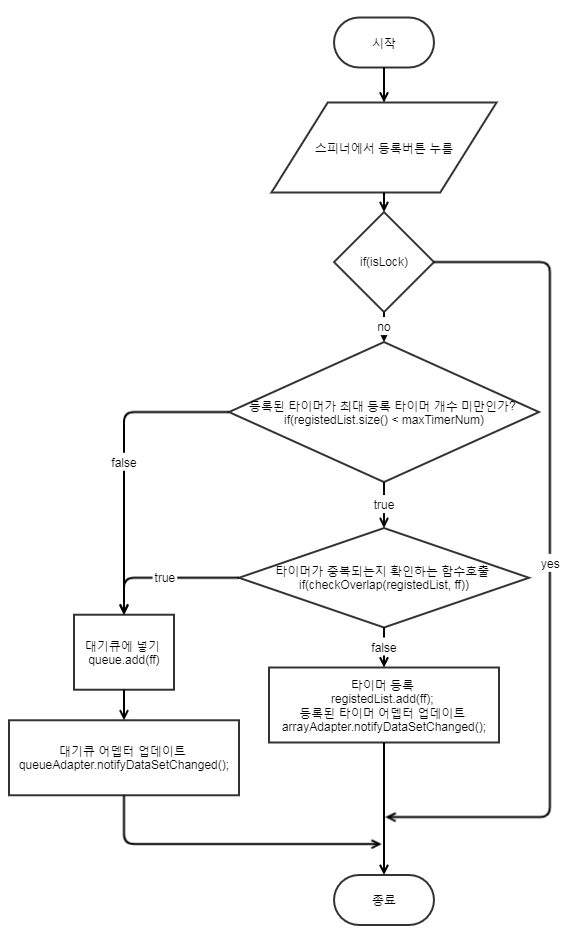 시작
스피너에서 등록버튼 누름
if(isLock)
no
등록된 타이머가 최대 등록 타이머 개수 미만인가?
if(registedList.size() < maxTimerNum)
false
true
yes
타이머가 중복되는지 확인하는 함수호출
if(checkOverlap(registedList, ff))
true
false
대기큐에 넣기
queue.add(ff)
타이머 등록
registedList.add(ff);
등록된 타이머 어뎁터 업데이트
arrayAdapter.notifyDataSetChanged();
대기큐 어뎁터 업데이트
queueAdapter.notifyDataSetChanged();
종료